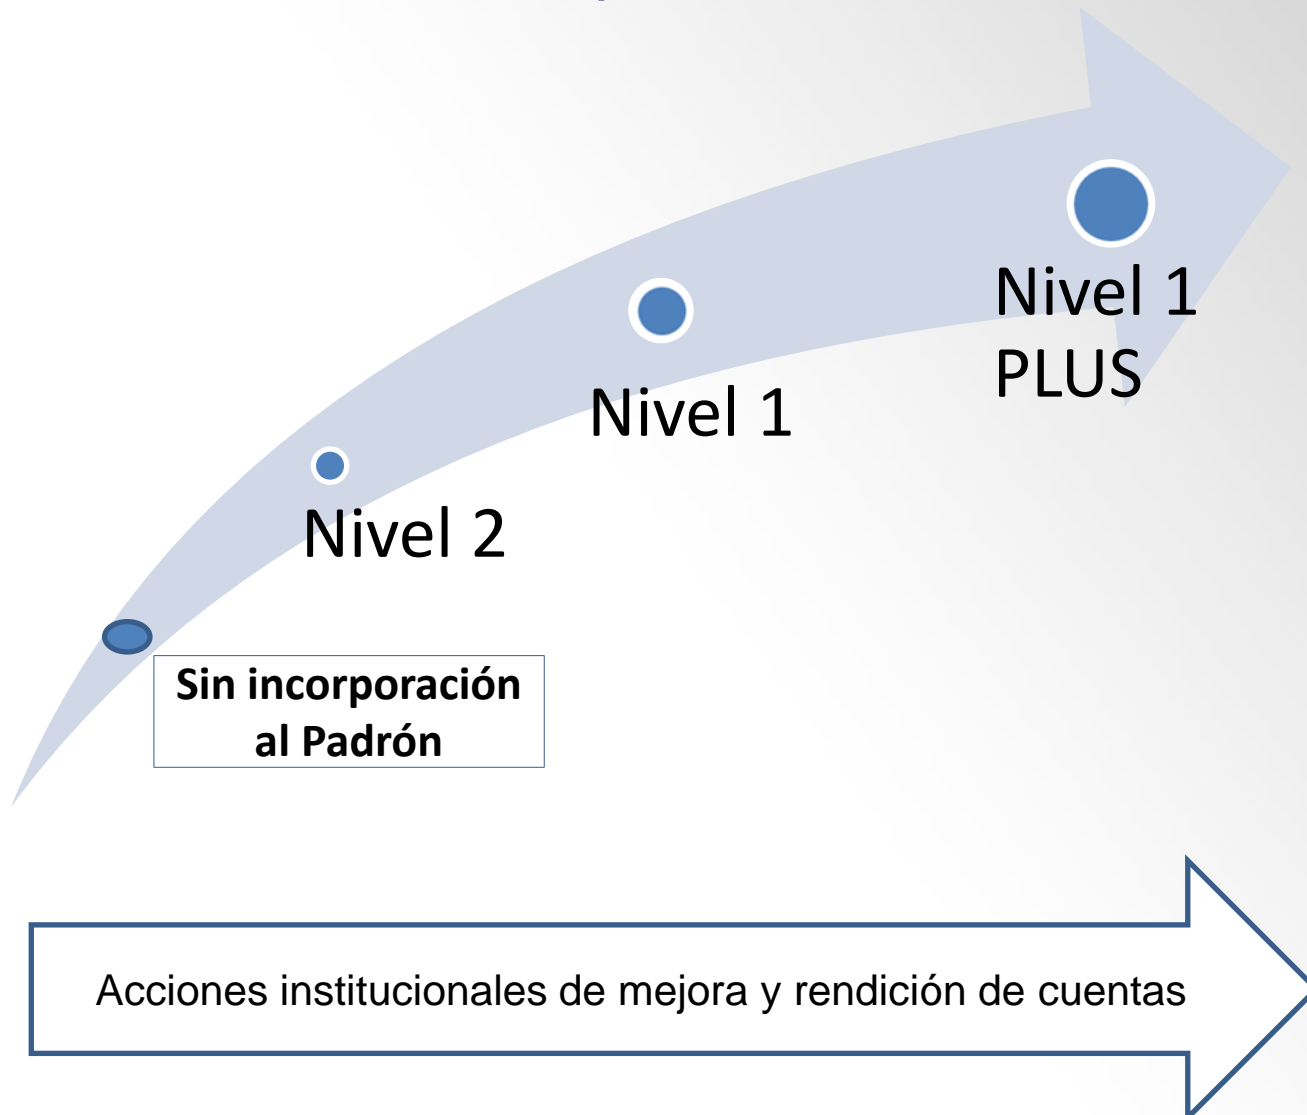 Nivel 1
PLUS
Nivel 1
Nivel 2
Sin incorporación
al Padrón
Acciones institucionales de mejora y rendición de cuentas